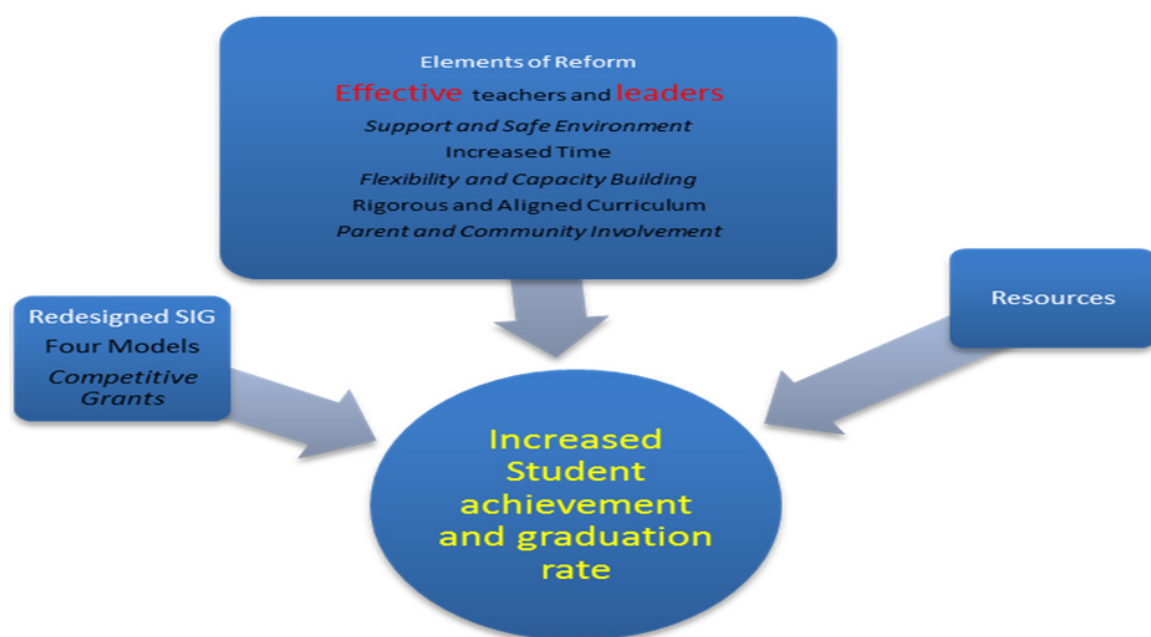 Elements of Reform
Effective teachers and leaders
Support and Safe Environment
Increased Time
Flexibility and Capacity Building
Rigorous and Aligned Curriculum
Parent and Community Involvement
Redesigned SIG
Four Models
Competitive
Grants
Resources
Increased
Student
achievement
and graduation
rate